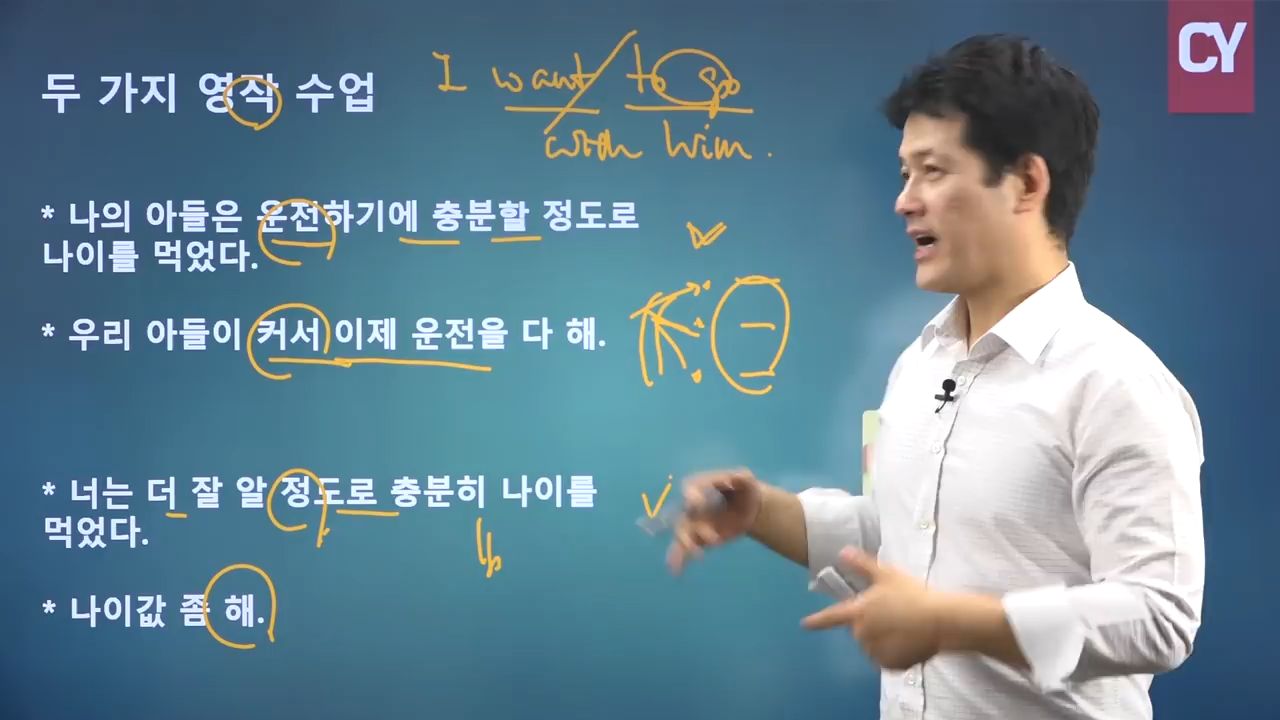 CY
두 가지 영작 수업
I want to go
with him.
* 나의 아들은 운전하기에 충분할 정도로
나이를 먹었다.
* 우리 아들이 커서 이제 운전을 다 해.
* 너는 더 잘 알 정도로 충분히 나이를
먹었다.
* 나이값 좀 해.